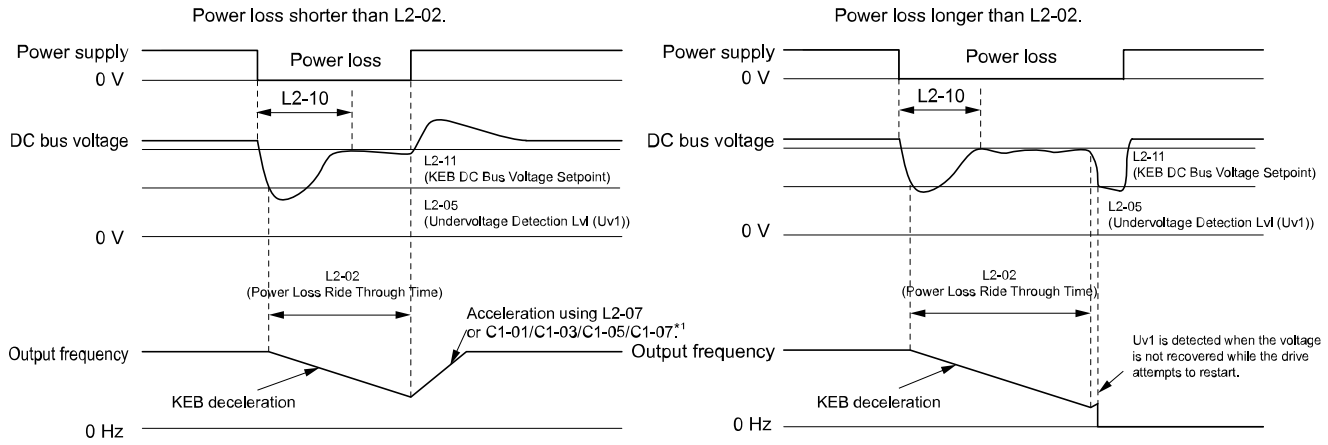 Power loss shorter than L2-02.
Power supply
Power loss
0 V
L2-10
DC bus voltage
L2-11
(KEB DC Bus Voltage Setpoint)
L2-05
(Undervoltage Detection Lvl (Uv1))
0 V
L2-02
(Power Loss Ride Through Time)
Acceleration using L2-07
or C1-01/C1-03/C1-05/C1-07.*1
Output frequency
KEB deceleration
0 Hz
Power loss longer than L2-02.
Power supply
Power loss
0 V
L2-10
DC bus voltage
L2-11
(KEB DC Bus Voltage Setpoint)
L2-05
(Undervoltage Detection Lvl (Uv1))
0 V
L2-02
(Power Loss Ride Through Time)
Output frequency
Uv1 is detected when the voltage
is not recovered while the drive
attempts to restart.
KEB deceleration
0 Hz